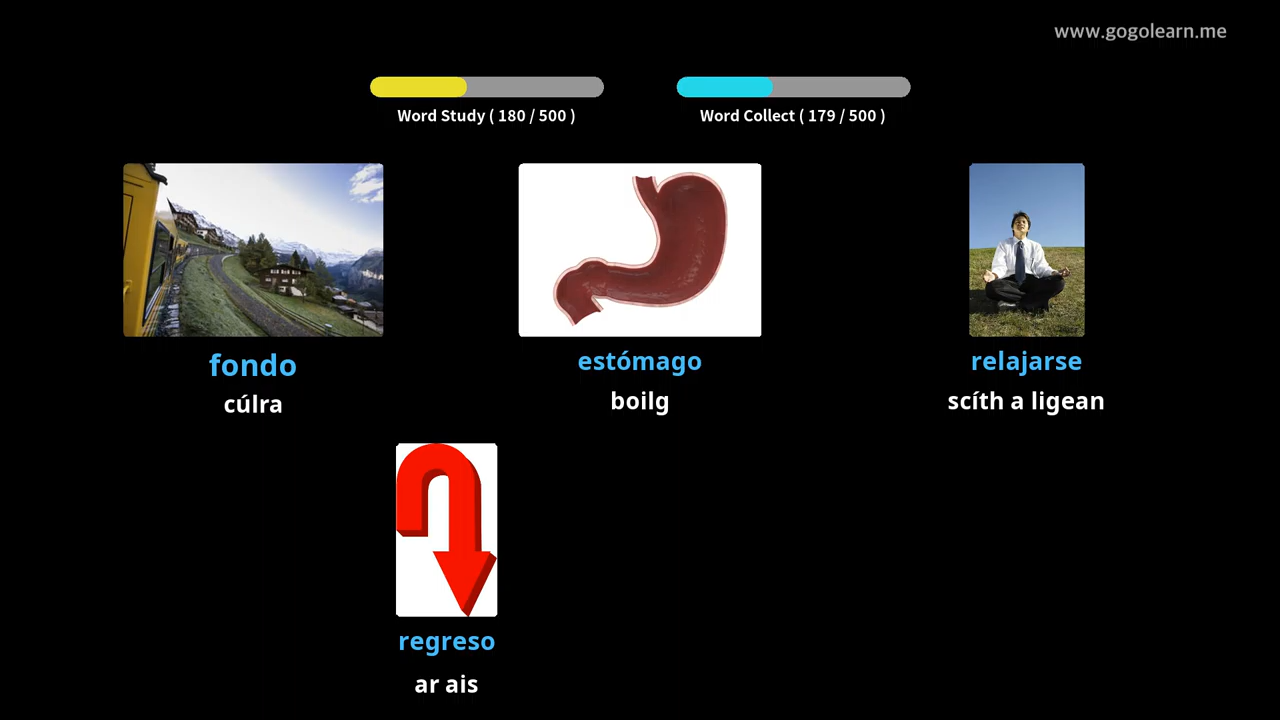 www.gogolearn.me
Word Study ( 180 / 500 )
Word Collect ( 179 / 500 )
fondo
cúlra
estómago
boilg
relajarse
scíth a ligean
regreso
ar ais